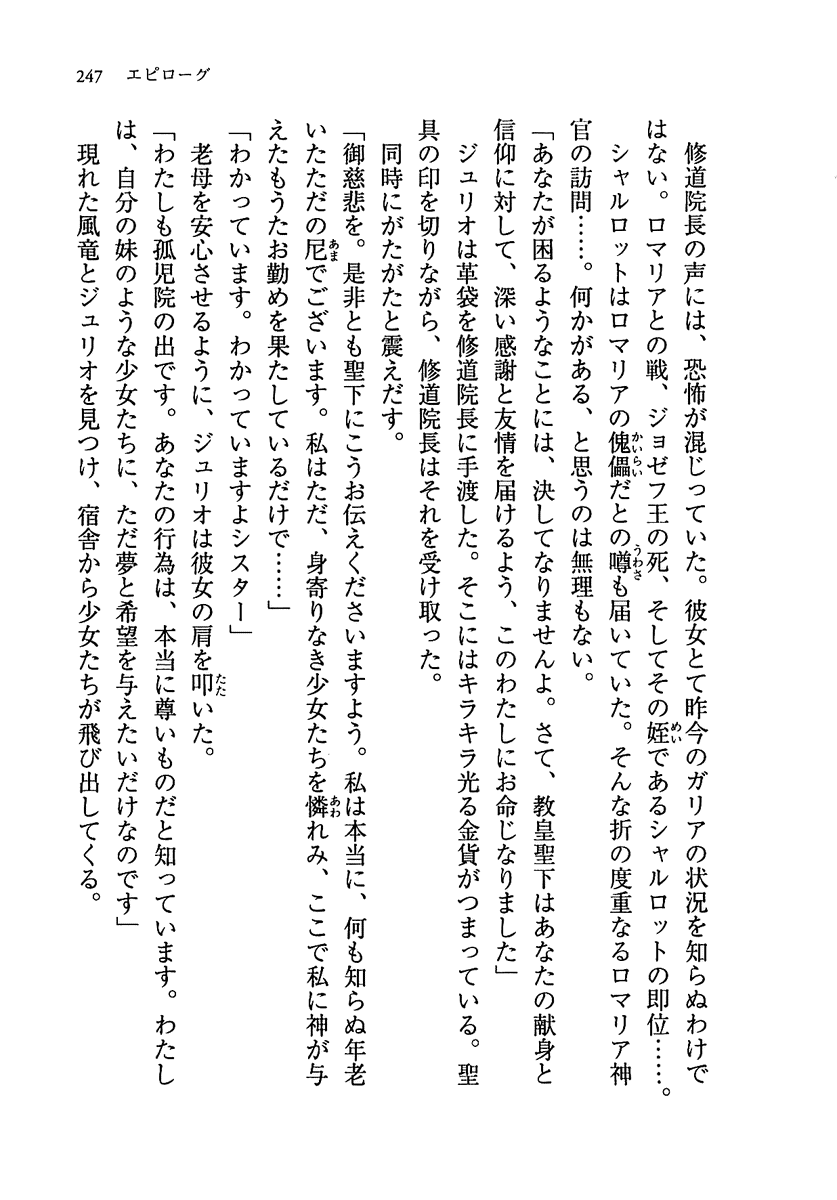 247　エピローグ
　修道院長の声には、恐怖が混じっていた。彼女とて昨今のガリアの状況を知らぬわけで
はない。ロマリアとの戦、ジョゼフ王の死、そしてその姪であるシャルロットの即位……。
　シャルロットはロマリアの傀儡だとの噂も届いていた。そんな折の度重なるロマリア神
官の訪問……。何かがある、と思うのは無理もない。
「あなたが困るようなことには、決してなりませんよ。さて、教皇聖下はあなたの献身と
信仰に対して、深い感謝と友情を届けるよう、このわたしにお命じなりました」
　ジュリオは革袋を修道院長に手渡した。そこにはキラキラ光る金貨がつまっている。聖
具の印を切りながら、修道院長はそれを受け取った。
　同時にがたがたと震えだす。
「御慈悲を。是非とも聖下にこうお伝えくださいますよう。私は本当に、何も知らぬ年老
いたただの尼でございます。私はただ、身寄りなき少女たちを憐れみ、ここで私に神が与
えたもうたお勤めを果たしているだけで……」
「わかっています。わかっていますよシスター」
　老母を安心させるように、ジュリオは彼女の肩を叩いた。
「わたしも孤児院の出です。あなたの行為は、本当に尊いものだと知っています。わたし
は、自分の妹のような少女たちに、ただ夢と希望を与えたいだけなのです」
　現れた風竜とジュリオを見つけ、宿舎から少女たちが飛び出してくる。